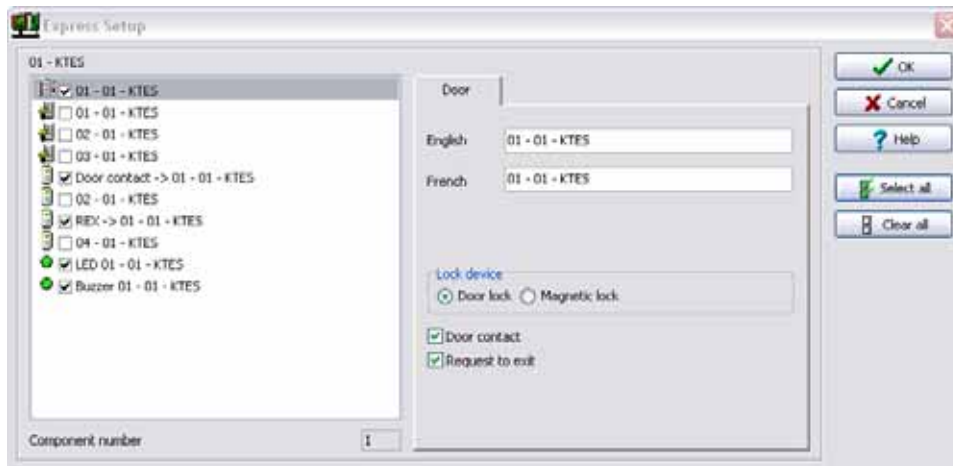 Express Setup
01 - KTES
01 - 01 - KTES
01 - 01 - KTES
02 - 01 - KTES
03 - 01 - KTES
Door contact -> 01 - 01 - KTES
02 - 01 - KTES
REX -> 01 - 01 - KTES
04 - 01 - KTES
LED 01 - 01 - KTES
Buzzer 01 - 01 - KTES
Component number
1
Door
English
01 - 01 - KTES
French
01 - 01 - KTES
Lock device
Door lock Magnetic lock
Door contact
Request to exit
OK
Cancel
Help
Select all
Clear all